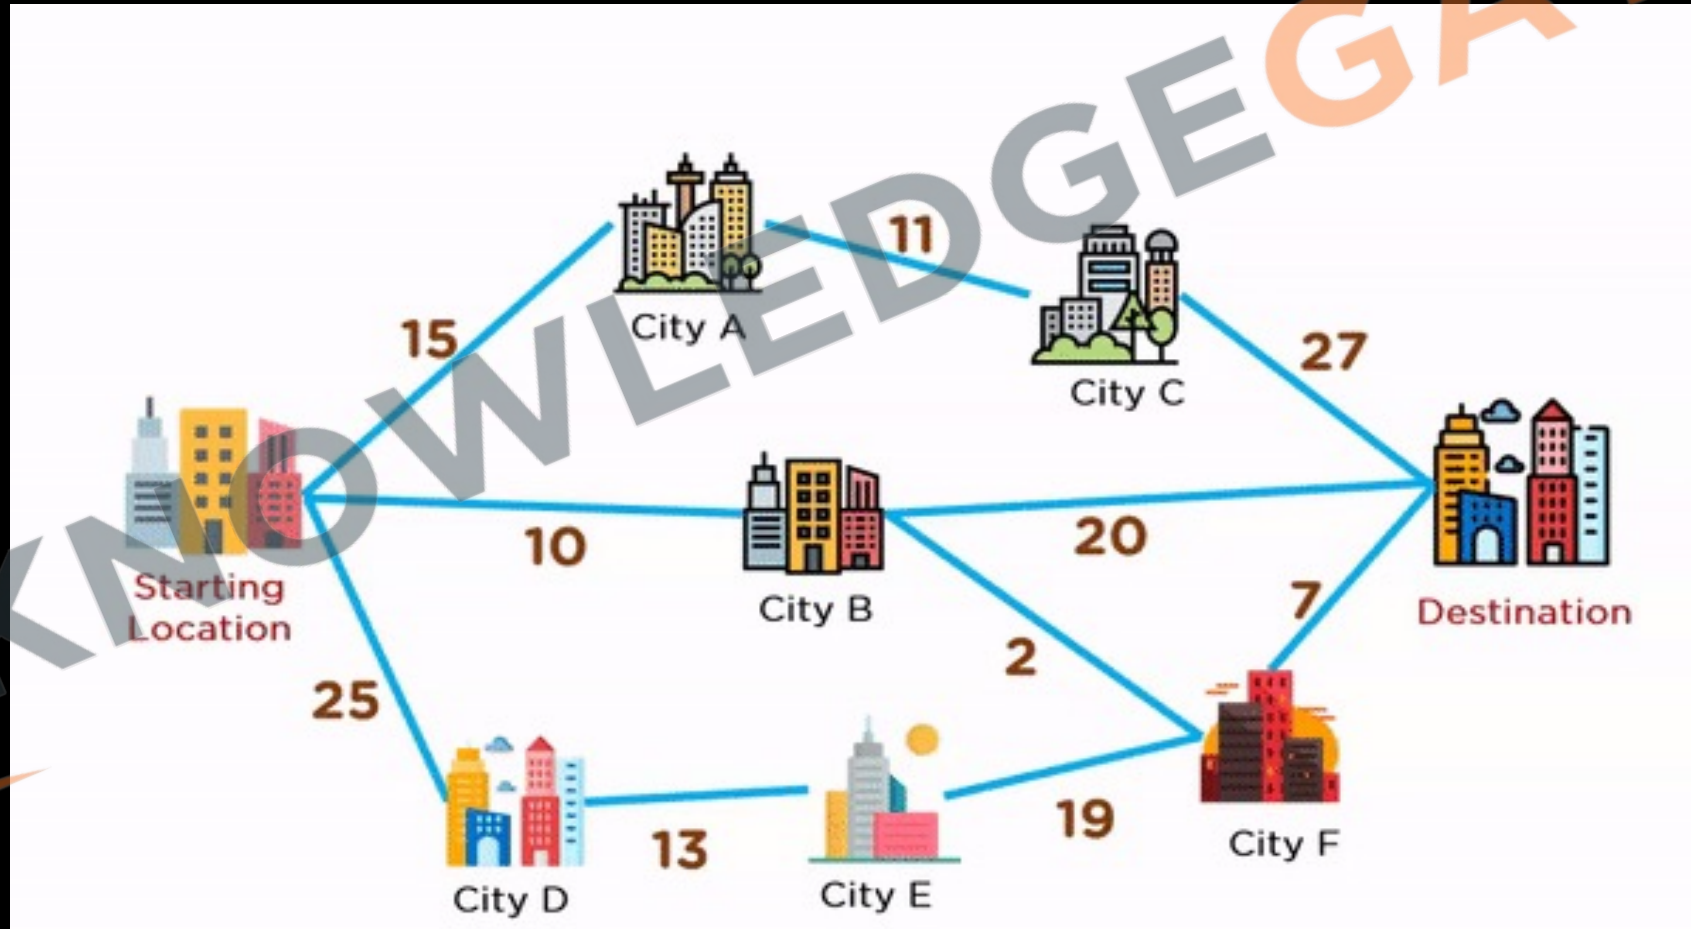 KNOWLEDGE
11
City A
15
27
City C
10
20
Starting
Location
City B
7
Destination
2
25
13
19
City F
City D
City E